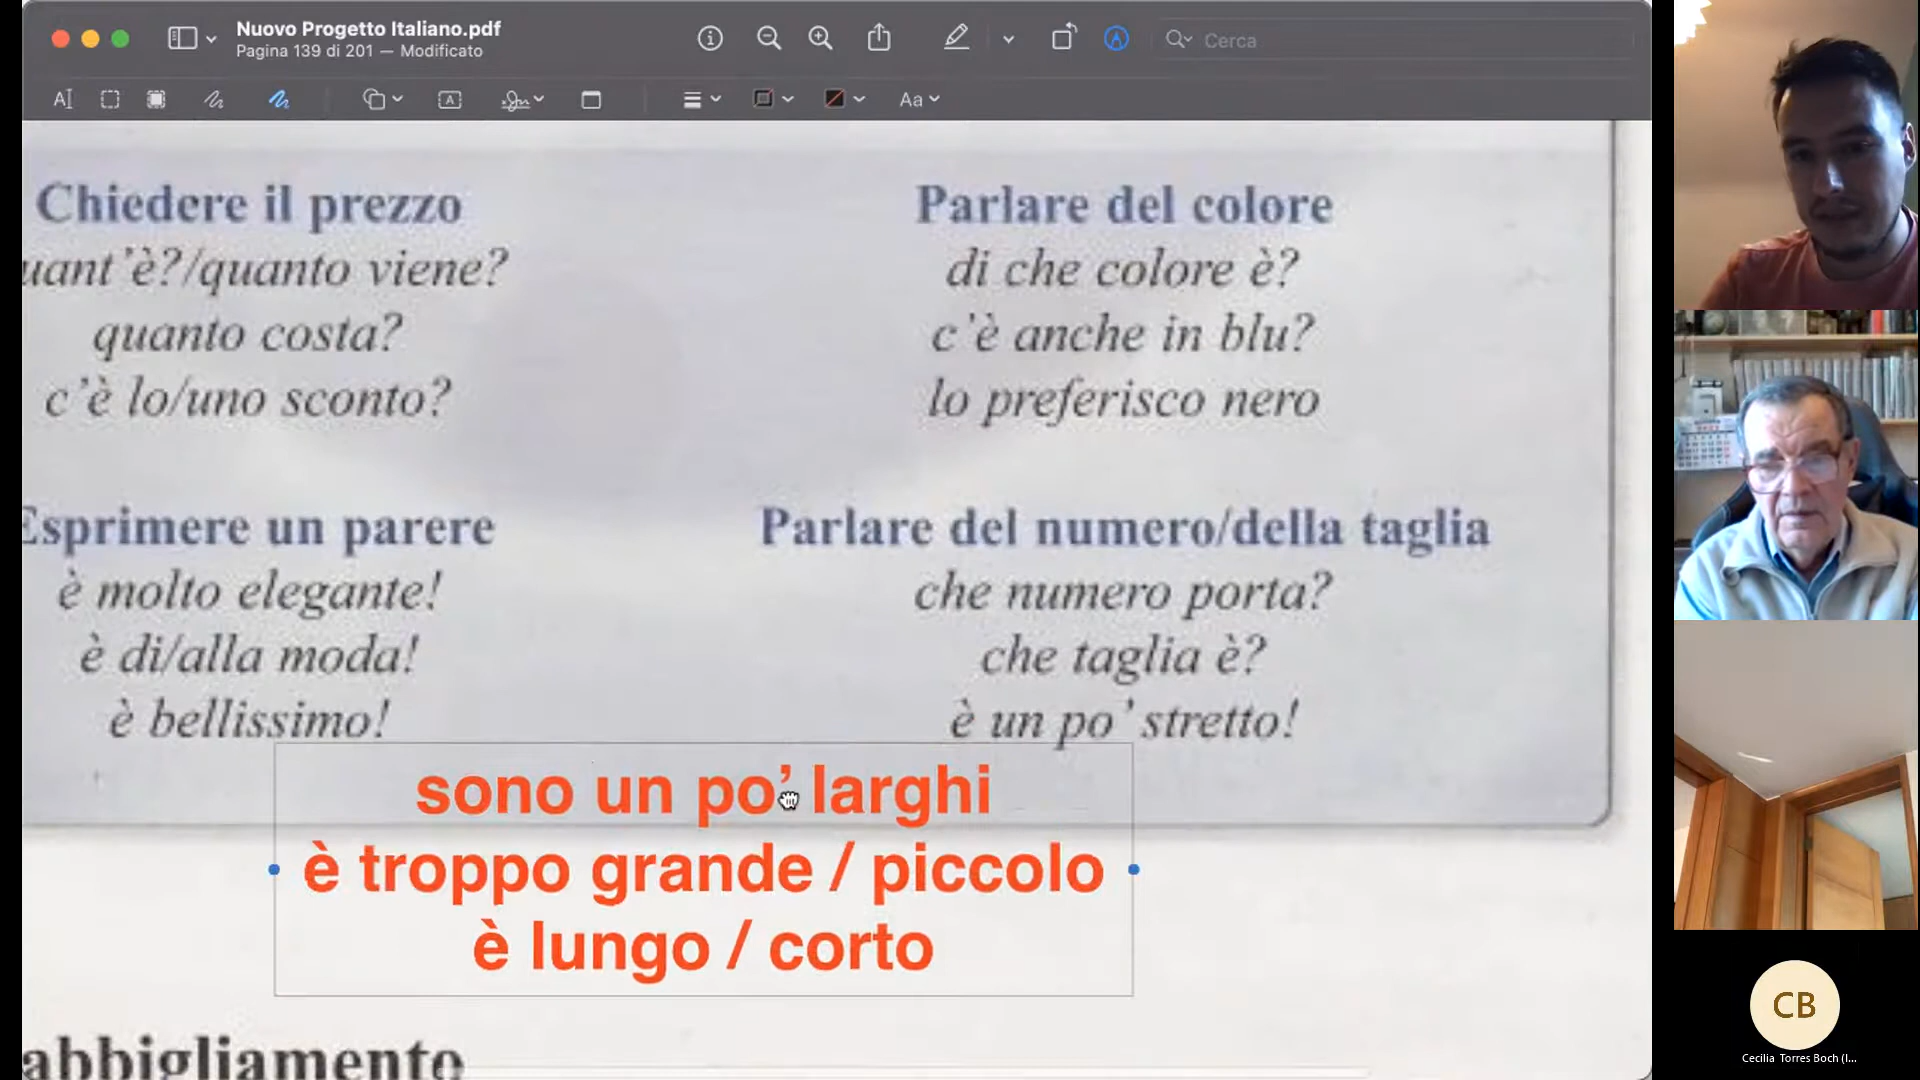 Nuovo Progetto Italiano.pdf
Pagina 139 di 201 — Modificato
Cerca
Aa
Chiedere il prezzo
uant'è?/quanto viene?
quanto costa?
c'è lo/uno sconto?
Parlare del colore
di che colore è?
c'è anche in blu?
lo preferisco nero
Esprimere un parere
è molto elegante!
è di/alla moda!
è bellissimo!
Parlare del numero/della taglia
che numero porta?
che taglia è?
è un po' stretto!
sono un po' larghi
è troppo grande / piccolo
è lungo / corto
abbigliamento
CB
Cecilia Torres Boch (I...